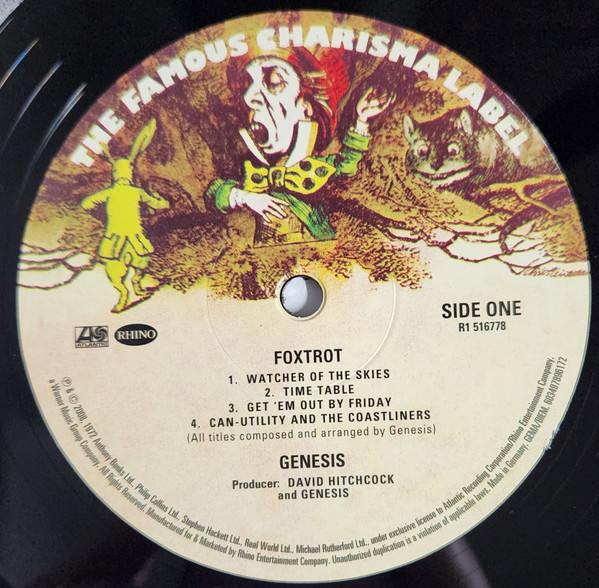 THE FAMOUS CHARISMA LABEL
SIDE ONE
R1 516778
ATLANTIC
RHINO
FOXTROT
1. WATCHER OF THE SKIES
2. TIME TABLE
3. GET 'EM OUT BY FRIDAY
4. CAN-UTILITY AND THE COASTLINERS
(All titles composed and arranged by Genesis)
GENESIS
Producer: DAVID HITCHCOCK
and GENESIS
℗ & © 2008, 1972 Anthony Banks Ltd., Philip Collins Ltd., Stephen Hackett Ltd., Real World Ltd., Michael Rutherford Ltd., under exclusive license to Atlantic Recording Corporation/Rhino Entertainment Company,
a Warner Music Group Company. All Rights Reserved. Manufactured for & Marketed by Rhino Entertainment Company. Unauthorized duplication is a violation of applicable laws. Made in Germany. GEMA/BIEM. 603497896172